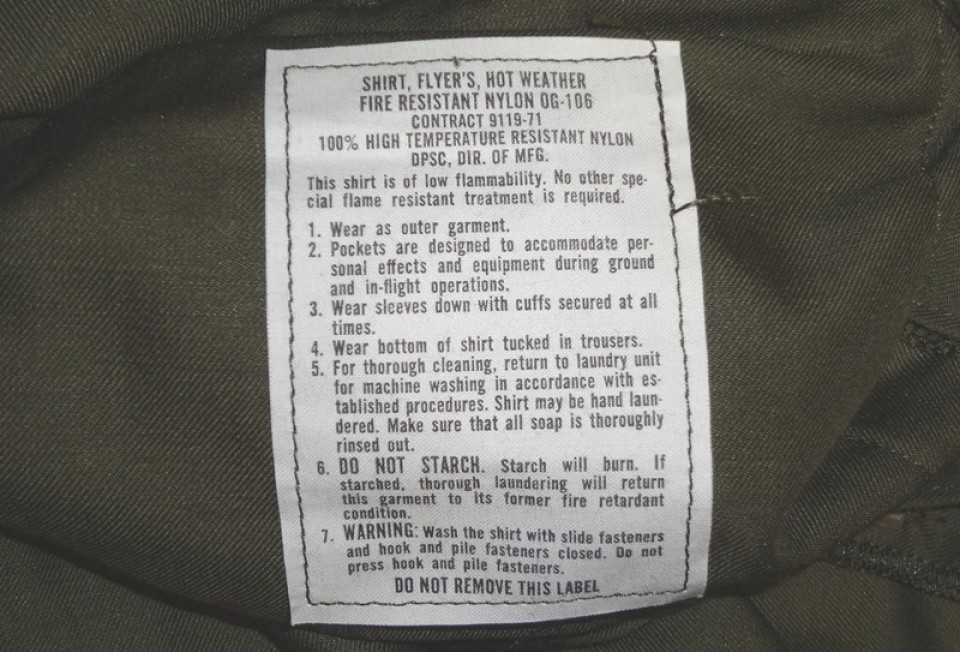 SHIRT, FLYER'S, HOT WEATHER
FIRE RESISTANT NYLON OG-106
CONTRACT 9119-71
100% HIGH TEMPERATURE RESISTANT NYLON
DPSC, DIR. OF MFG.
This shirt is of low flammability. No other spe-
cial flame resistant treatment is required.
1. Wear as outer garment.
2. Pockets are designed to accommodate per-
sonal effects and equipment during ground
and in-flight operations.
3. Wear sleeves down with cuffs secured at all
times.
4. Wear bottom of shirt tucked in trousers.
5. For thorough cleaning, return to laundry unit
for machine washing in accordance with es-
tablished procedures. Shirt may be hand laun-
dered. Make sure that all soap is thoroughly
rinsed out.
6. DO NOT STARCH. Starch will burn. If
starched, thorough laundering will return
this garment to its former fire retardant
condition.
7. WARNING: Wash the shirt with slide fasteners
and hook and pile fasteners closed. Do not
press hook and pile fasteners.
DO NOT REMOVE THIS LABEL